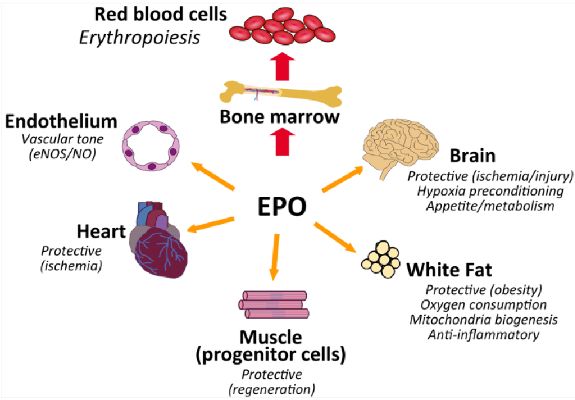 Red blood cells
Erythropoiesis
Bone marrow
Endothelium
Vascular tone
(eNOS/NO)
Brain
Protective (ischemia/injury)
Hypoxia preconditioning
Appetite/metabolism
EPO
Heart
Protective
(ischemia)
White Fat
Protective (obesity)
Oxygen consumption
Mitochondria biogenesis
Anti-inflammatory
Muscle
(progenitor cells)
Protective
(regeneration)